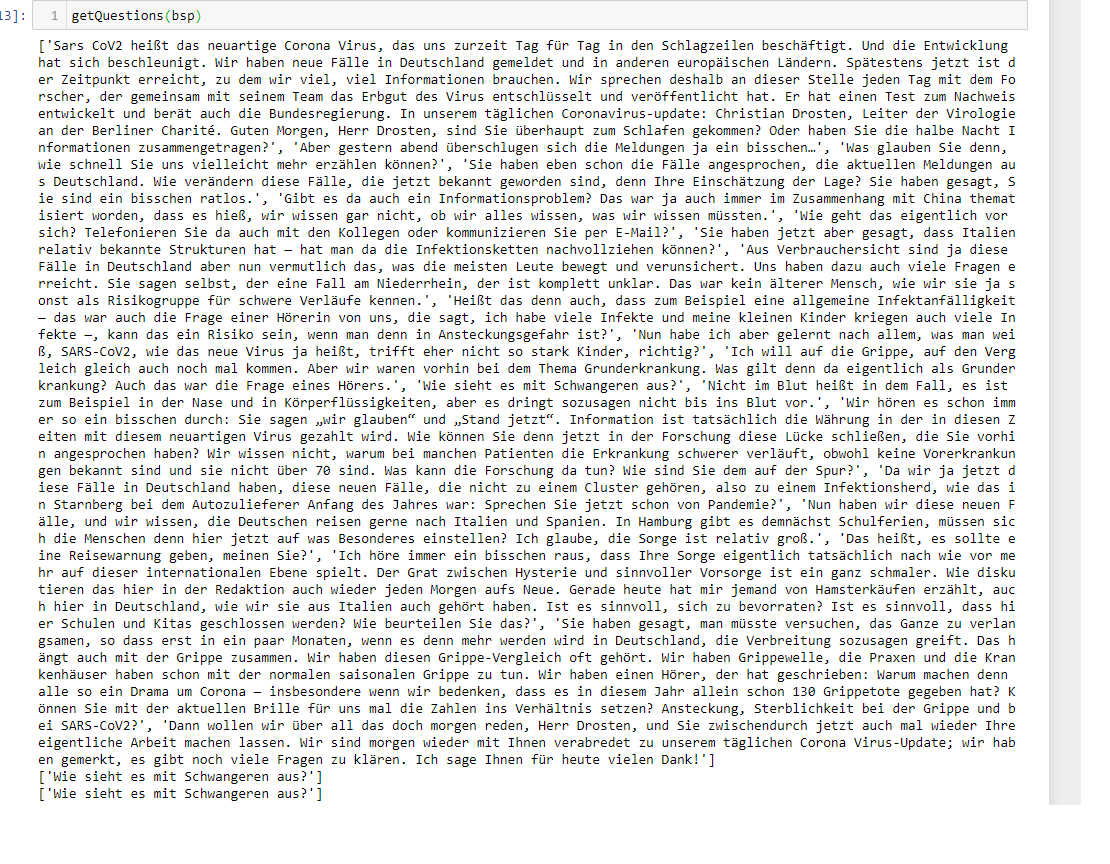 13]: 1 getQuestions(bsp)
['Sars CoV2 heißt das neuartige Corona Virus, das uns zurzeit Tag für Tag in den Schlagzeilen beschäftigt. Und die Entwicklung
hat sich beschleunigt. Wir haben neue Fälle in Deutschland gemeldet und in anderen europäischen Ländern. Spätestens jetzt ist d
er Zeitpunkt erreicht, zu dem wir viel, viel Informationen brauchen. Wir sprechen deshalb an dieser Stelle jeden Tag mit dem Fo
rscher, der gemeinsam mit seinem Team das Erbgut des Virus entschlüsselt und veröffentlicht hat. Er hat einen Test zum Nachweis
entwickelt und berät auch die Bundesregierung. In unserem täglichen Coronavirus-update: Christian Drosten, Leiter der Virologie
an der Berliner Charité. Guten Morgen, Herr Drosten, sind Sie überhaupt zum Schlafen gekommen? Oder haben Sie die halbe Nacht I
nformationen zusammengetragen?', 'Aber gestern abend überschlugen sich die Meldungen ja ein bisschen…', 'Was glauben Sie denn,
wie schnell Sie uns vielleicht mehr erzählen können?', 'Sie haben eben schon die Fälle angesprochen, die aktuellen Meldungen au
s Deutschland. Wie verändern diese Fälle, die jetzt bekannt geworden sind, denn Ihre Einschätzung der Lage? Sie haben gesagt, S
ie sind ein bisschen ratlos.', 'Gibt es da auch ein Informationsproblem? Das war ja auch immer im Zusammenhang mit China themat
isiert worden, dass es hieß, wir wissen gar nicht, ob wir alles wissen, was wir wissen müssten.', 'Wie geht das eigentlich vor
sich? Telefonieren Sie da auch mit den Kollegen oder kommunizieren Sie per E-Mail?', 'Sie haben jetzt aber gesagt, dass Italien
relativ bekannte Strukturen hat – hat man da die Infektionsketten nachvollziehen können?', 'Aus Verbrauchersicht sind ja diese
Fälle in Deutschland aber nun vermutlich das, was die meisten Leute bewegt und verunsichert. Uns haben dazu auch viele Fragen e
rreicht. Sie sagen selbst, der eine Fall am Niederrhein, der ist komplett unklar. Das war kein älterer Mensch, wie wir sie ja s
onst als Risikogruppe für schwere Verläufe kennen.', 'Heißt das denn auch, dass zum Beispiel eine allgemeine Infektanfälligkeit
– das war auch die Frage einer Hörerin von uns, die sagt, ich habe viele Infekte und meine kleinen Kinder kriegen auch viele In
fekte –, kann das ein Risiko sein, wenn man denn in Ansteckungsgefahr ist?', 'Nun habe ich aber gelernt nach allem, was man wei
ß, SARS-CoV2, wie das neue Virus ja heißt, trifft eher nicht so stark Kinder, richtig?', 'Ich will auf die Grippe, auf den Verg
leich gleich auch noch mal kommen. Aber wir waren vorhin bei dem Thema Grunderkrankung. Was gilt denn da eigentlich als Grunder
krankung? Auch das war die Frage eines Hörers.', 'Wie sieht es mit Schwangeren aus?', 'Nicht im Blut heißt in dem Fall, es ist
zum Beispiel in der Nase und in Körperflüssigkeiten, aber es dringt sozusagen nicht bis ins Blut vor.', 'Wir hören es schon imm
er so ein bisschen durch: Sie sagen „wir glauben“ und „Stand jetzt“. Information ist tatsächlich die Währung in der in diesen Z
eiten mit diesem neuartigen Virus gezahlt wird. Wie können Sie denn jetzt in der Forschung diese Lücke schließen, die Sie vorhi
n angesprochen haben? Wir wissen nicht, warum bei manchen Patienten die Erkrankung schwerer verläuft, obwohl keine Vorerkrankun
gen bekannt sind und sie nicht über 70 sind. Was kann die Forschung da tun? Wie sind Sie dem auf der Spur?', 'Da wir ja jetzt d
iese Fälle in Deutschland haben, diese neuen Fälle, die nicht zu einem Cluster gehören, also zu einem Infektionsherd, wie das i
n Starnberg bei dem Autozulieferer Anfang des Jahres war: Sprechen Sie jetzt schon von Pandemie?', 'Nun haben wir diese neuen F
älle, und wir wissen, die Deutschen reisen gerne nach Italien und Spanien. In Hamburg gibt es demnächst Schulferien, müssen sic
h die Menschen denn hier jetzt auf was Besonderes einstellen? Ich glaube, die Sorge ist relativ groß.', 'Das heißt, es sollte e
ine Reisewarnung geben, meinen Sie?', 'Ich höre immer ein bisschen raus, dass Ihre Sorge eigentlich tatsächlich nach wie vor me
hr auf dieser internationalen Ebene spielt. Der Grat zwischen Hysterie und sinnvoller Vorsorge ist ein ganz schmaler. Wie disku
tieren das hier in der Redaktion auch wieder jeden Morgen aufs Neue. Gerade heute hat mir jemand von Hamsterkäufen erzählt, auc
h hier in Deutschland, wie wir sie aus Italien auch gehört haben. Ist es sinnvoll, sich zu bevorraten? Ist es sinnvoll, dass hi
er Schulen und Kitas geschlossen werden? Wie beurteilen Sie das?', 'Sie haben gesagt, man müsste versuchen, das Ganze zu verlan
gsamen, so dass erst in ein paar Monaten, wenn es denn mehr werden wird in Deutschland, die Verbreitung sozusagen greift. Das h
ängt auch mit der Grippe zusammen. Wir haben diesen Grippe-Vergleich oft gehört. Wir haben Grippewelle, die Praxen und die Kran
kenhäuser haben schon mit der normalen saisonalen Grippe zu tun. Wir haben einen Hörer, der hat geschrieben: Warum machen denn
alle so ein Drama um Corona – insbesondere wenn wir bedenken, dass es in diesem Jahr allein schon 130 Grippetote gegeben hat? K
önnen Sie mit der aktuellen Brille für uns mal die Zahlen ins Verhältnis setzen? Ansteckung, Sterblichkeit bei der Grippe und b
ei SARS-CoV2?', 'Dann wollen wir über all das doch morgen reden, Herr Drosten, und Sie zwischendurch jetzt auch mal wieder Ihre
eigentliche Arbeit machen lassen. Wir sind morgen wieder mit Ihnen verabredet zu unserem täglichen Corona Virus-Update; wir hab
en gemerkt, es gibt noch viele Fragen zu klären. Ich sage Ihnen für heute vielen Dank!']
['Wie sieht es mit Schwangeren aus?']
['Wie sieht es mit Schwangeren aus?']